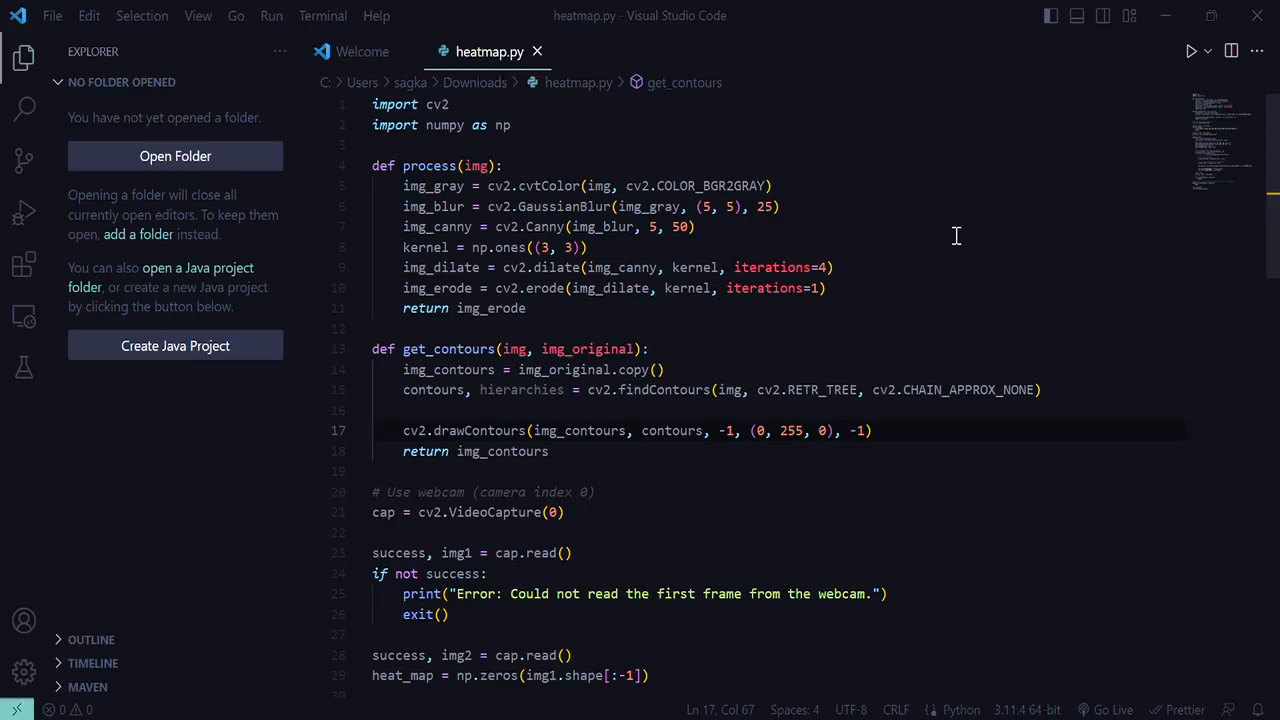 File Edit Selection View Go Run Terminal Help heatmap.py - Visual Studio Code
EXPLORER
NO FOLDER OPENED
You have not yet opened a folder.
Open Folder
Opening a folder will close
all currently open editors. To keep them
open, add a folder instead.
You can also open a Java project
folder, or create a new Java project
by clicking the button below.
Create Java Project
OUTLINE
TIMELINE
MAVEN
Welcome heatmap.py
C: > Users > sagka > Downloads > heatmap.py > get_contours
1 import cv2
2 import numpy as np
3
4 def process(img):
5 img_gray = cv2.cvtColor(img, cv2.COLOR_BGR2GRAY)
6 img_blur = cv2.GaussianBlur(img_gray, (5, 5), 25)
7 img_canny = cv2.Canny(img_blur, 5, 50)
8 kernel = np.ones((3, 3))
9 img_dilate = cv2.dilate(img_canny, kernel, iterations=4)
10 img_erode = cv2.erode(img_dilate, kernel, iterations=1)
11 return img_erode
12
13 def get_contours(img, img_original):
14 img_contours = img_original.copy()
15 contours, hierarchies = cv2.findContours(img, cv2.RETR_TREE, cv2.CHAIN_APPROX_NONE)
16
17 cv2.drawContours(img_contours, contours, -1, (0, 255, 0), -1)
18 return img_contours
19
20 # Use webcam (camera index 0)
21 cap = cv2.VideoCapture(0)
22
23 success, img1 = cap.read()
24 if not success:
25 print("Error: Could not read the first frame from the webcam.")
26 exit()
27
28 success, img2 = cap.read()
29 heat_map = np.zeros(img1.shape[:-1])
0 0 Ln 17, Col 67 Spaces: 4 UTF-8 CRLF Python 3.11.4 64-bit Go Live Prettier